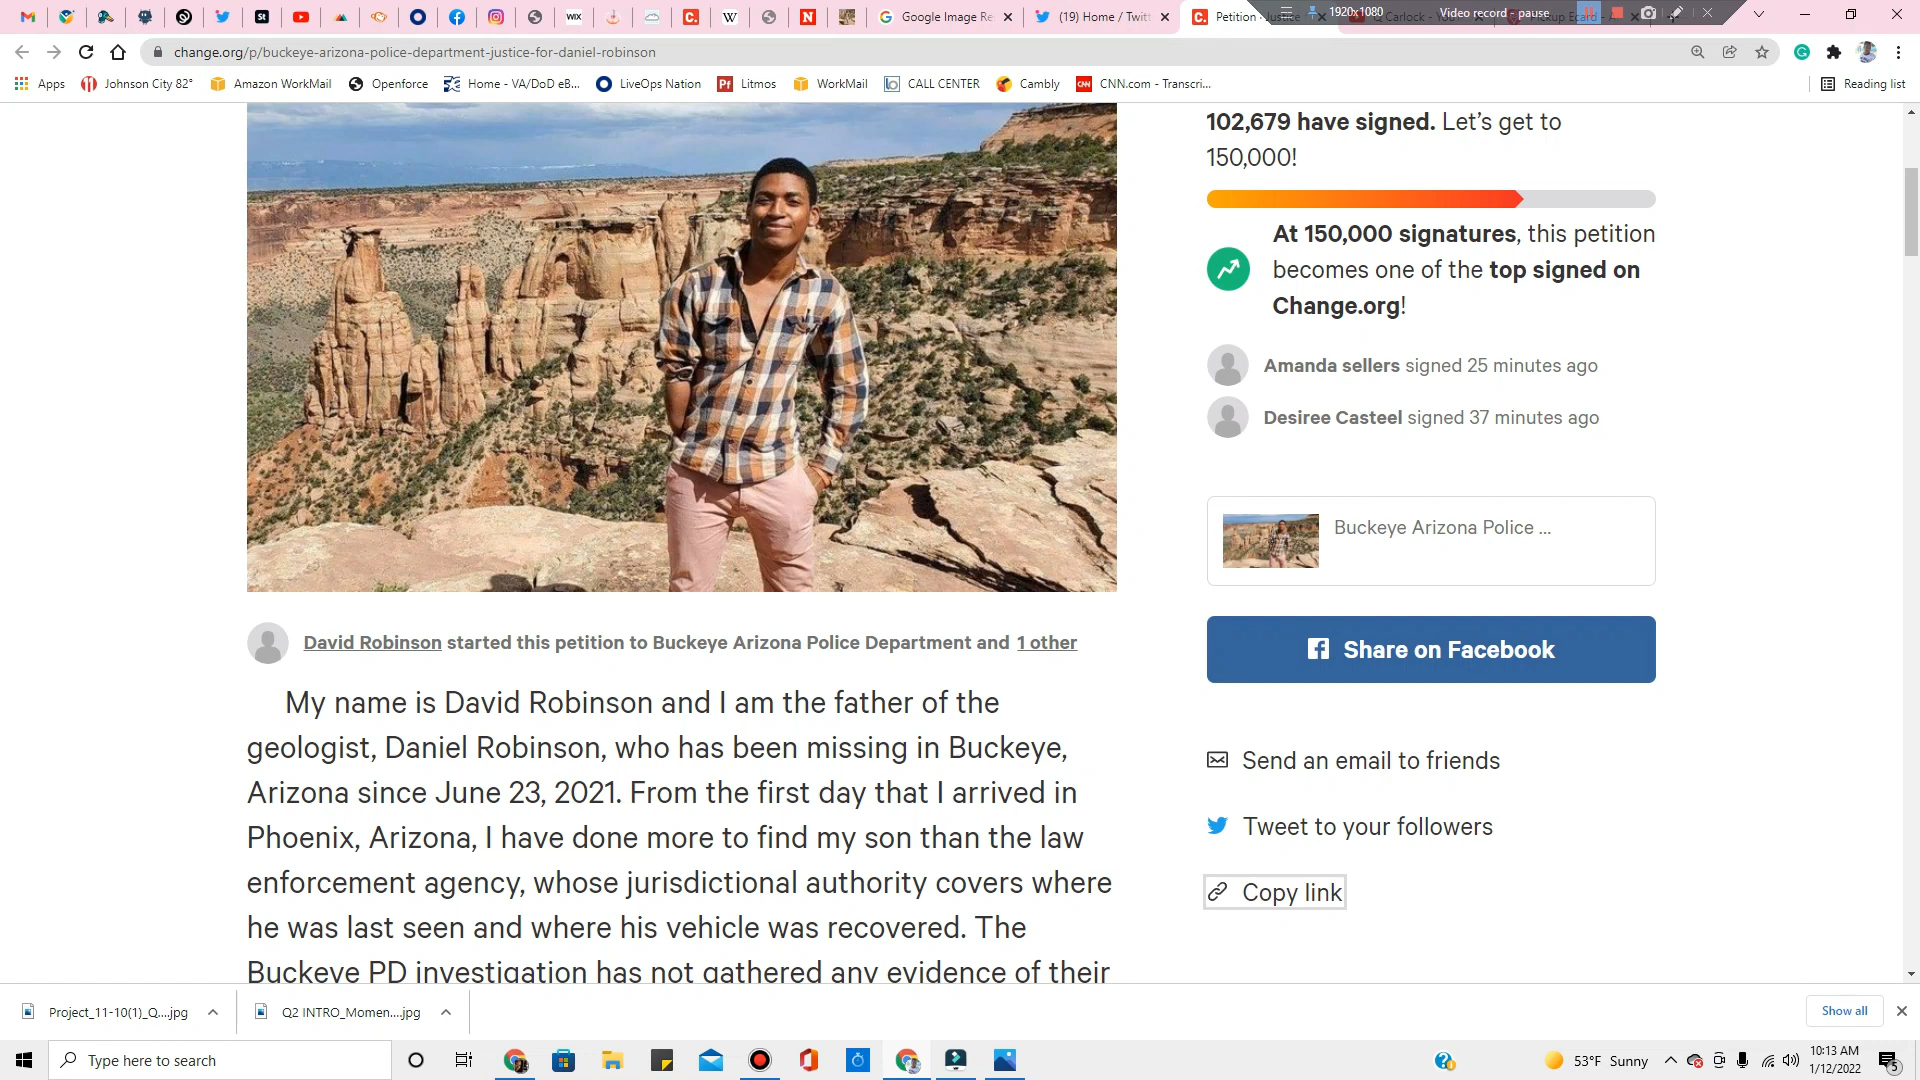 Google Image Re
(19) Home / Twitt
Petition · Justice
1920x1080
Q Carlock - You
Video record - pause
change.org/p/buckeye-arizona-police-department-justice-for-daniel-robinson
Apps
Johnson City 82°
Amazon WorkMail
Openforce
Home - VA/DoD eB...
LiveOps Nation
Litmos
WorkMail
CALL CENTER
Cambly
CNN.com - Transcri...
Reading list
102,679 have signed. Let's get to
150,000!
At 150,000 signatures, this petition
becomes one of the top signed on
Change.org!
Amanda sellers signed 25 minutes ago
Desiree Casteel signed 37 minutes ago
Buckeye Arizona Police ...
Share on Facebook
Send an email to friends
Tweet to your followers
Copy link
David Robinson started this petition to Buckeye Arizona Police Department and 1 other
My name is David Robinson and I am the father of the
geologist, Daniel Robinson, who has been missing in Buckeye,
Arizona since June 23, 2021. From the first day that I arrived in
Phoenix, Arizona, I have done more to find my son than the law
enforcement agency, whose jurisdictional authority covers where
he was last seen and where his vehicle was recovered. The
Buckeye PD investigation has not gathered any evidence of their
Project_11-10(1)_Q....jpg
Q2 INTRO_Momen....jpg
Show all
Type here to search
53°F Sunny
10:13 AM
1/12/2022
5